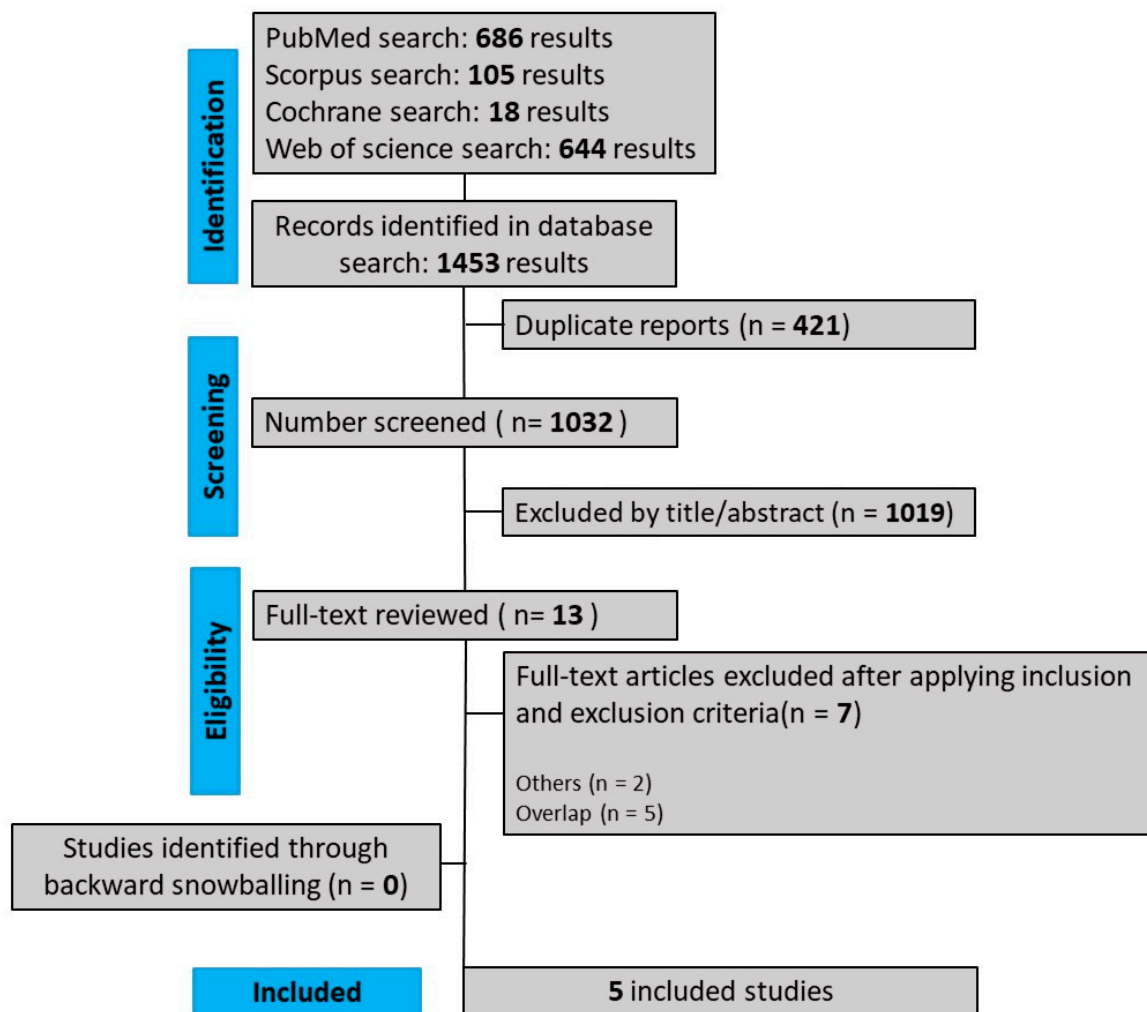 Identification
PubMed search: 686 results
Scorpus search: 105 results
Cochrane search: 18 results
Web of science search: 644 results
Records identified in database
search: 1453 results
Duplicate reports (n = 421)
Screening
Number screened ( n= 1032 )
Excluded by title/abstract (n = 1019)
Eligibility
Full-text reviewed ( n= 13 )
Full-text articles excluded after applying inclusion
and exclusion criteria(n = 7)
Others (n = 2)
Overlap (n = 5)
Studies identified through
backward snowballing (n = 0)
Included
5 included studies